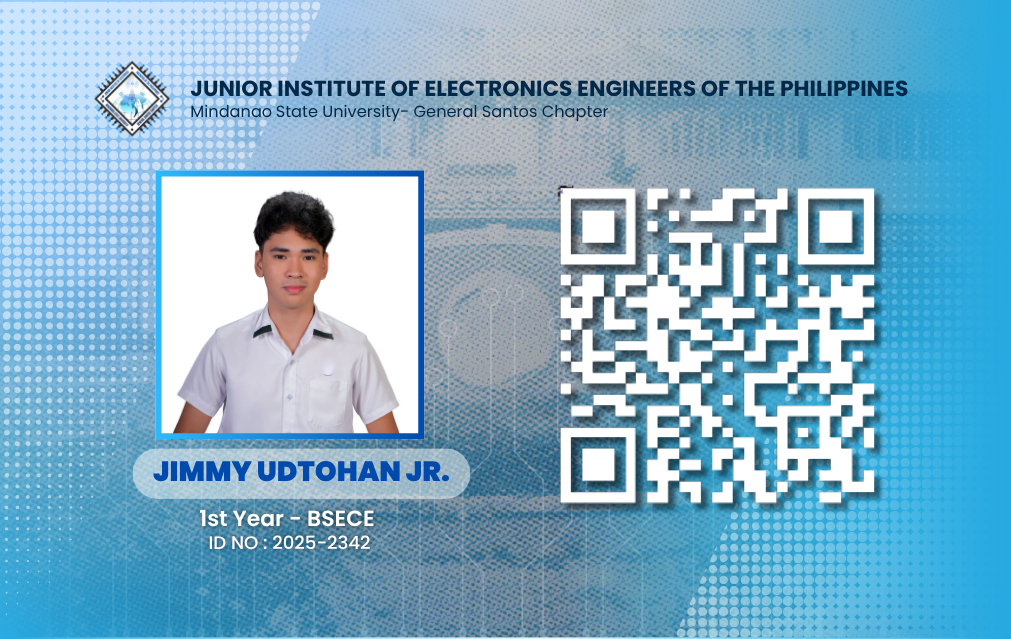 JUNIOR INSTITUTE OF ELECTRONICS ENGINEERS OF THE PHILIPPINES
Mindanao State University- General Santos Chapter
JIMMY UDTOHAN JR.
1st Year - BSECE
ID NO : 2025-2342